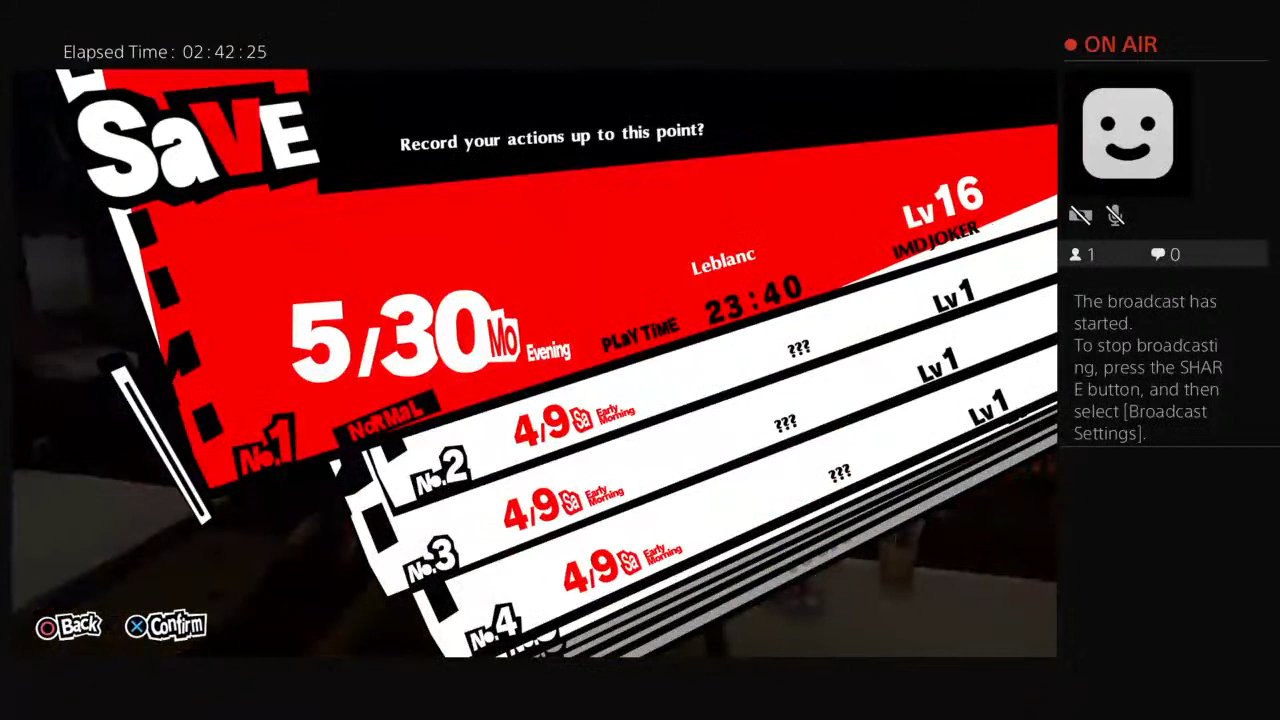 Elapsed Time: 02:42:25
ON AIR
SaVE
Record your actions up to this point?
Lv16
IMD JOKER
Leblanc
5/30 Mo Evening
PLaY TIME 23:40
NoRMaL
No.1
Lv1
???
4/9 Sa Early Morning
No.2
Lv1
???
4/9 Sa Early Morning
No.3
Lv1
???
4/9 Sa Early Morning
No.4
Back
Confirm
1
0
The broadcast has
started.
To stop broadcasti
ng, press the SHAR
E button, and then
select [Broadcast
Settings].